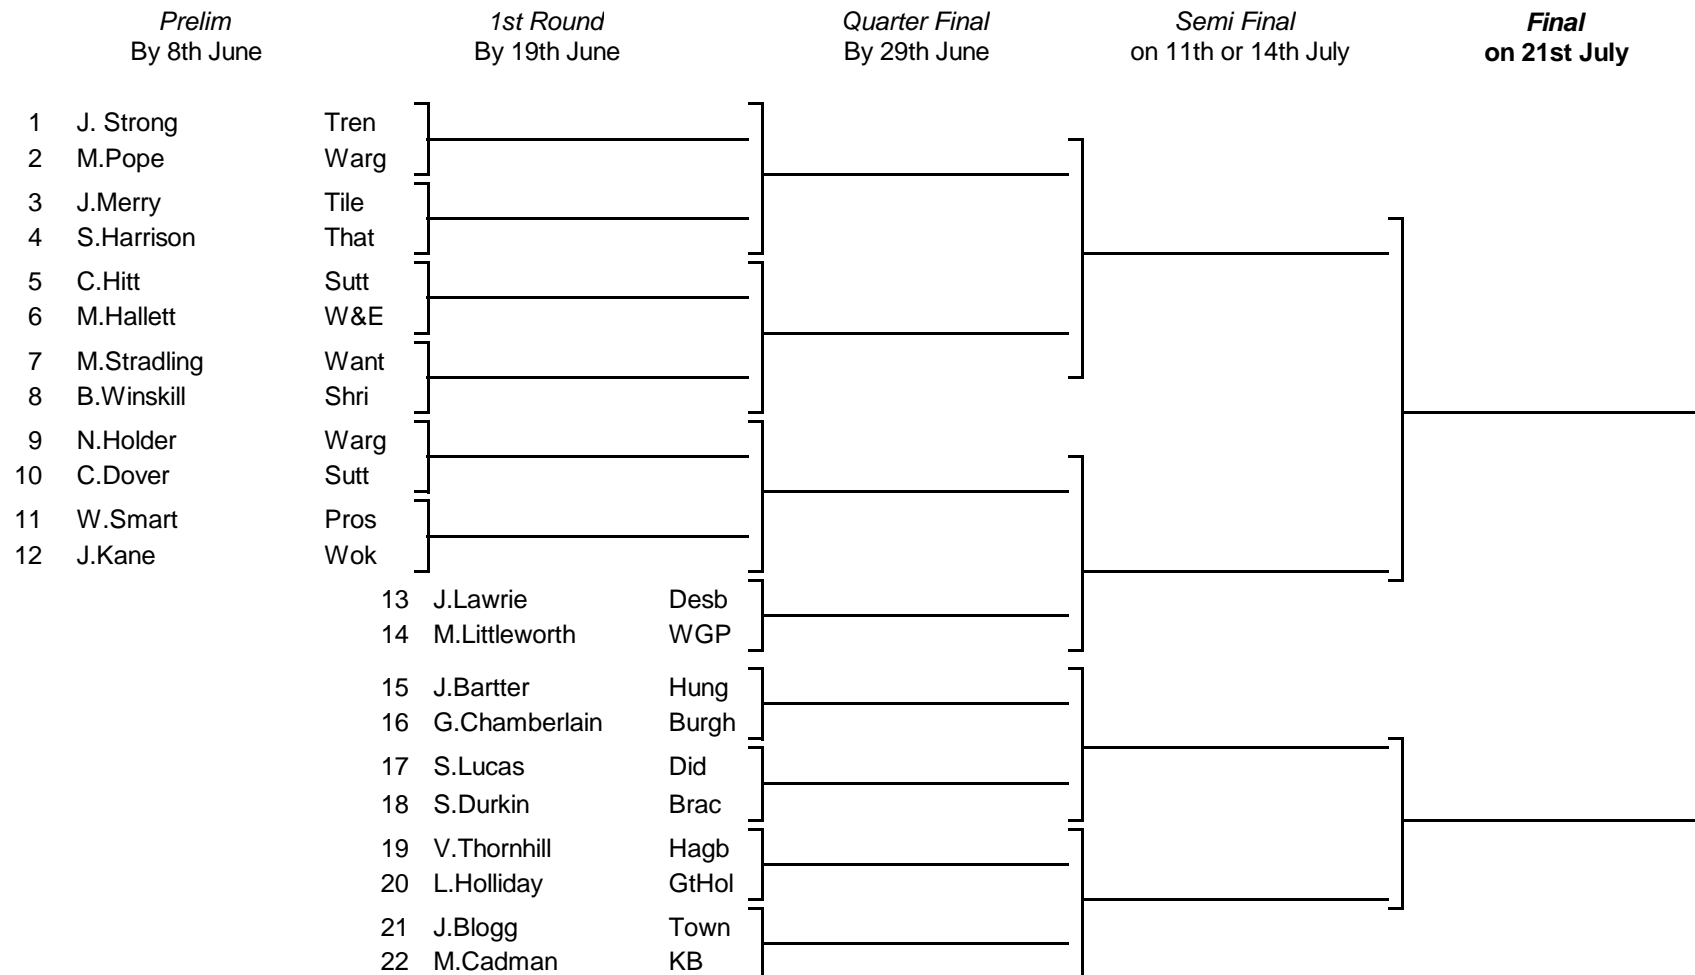 Prelim 1st Round Quarter Final Semi Final Final
By 8th June By 19th June By 29th June on 11th or 14th July on 21st July
1 J. Strong Tren
2 M.Pope Warg
3 J.Merry Tile
4 S.Harrison That
5 C.Hitt Sutt
6 M.Hallett W&E
7 M.Stradling Want
8 B.Winskill Shri
9 N.Holder Warg
10 C.Dover Sutt
11 W.Smart Pros
12 J.Kane Wok
13 J.Lawrie Desb
14 M.Littleworth WGP
15 J.Bartter Hung
16 G.Chamberlain Burgh
17 S.Lucas Did
18 S.Durkin Brac
19 V.Thornhill Hagb
20 L.Holliday GtHol
21 J.Blogg Town
22 M.Cadman KB